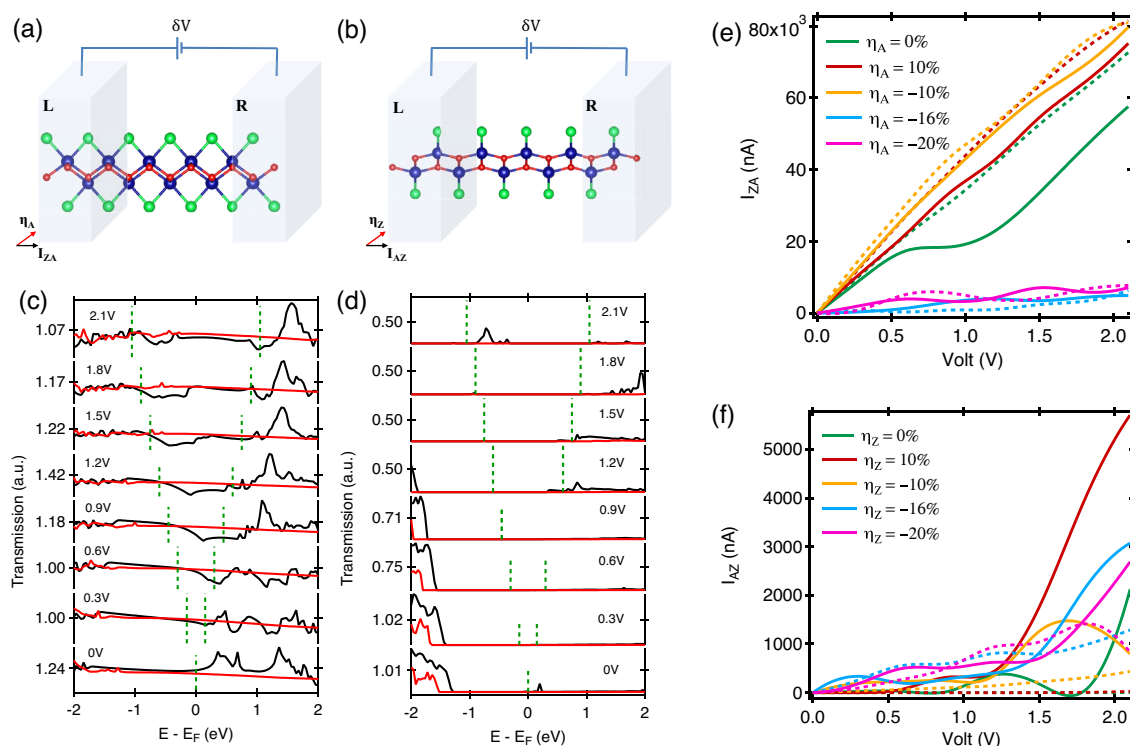 (a)
δV
L
R
η_A
I_ZA
(b)
δV
L
R
η_Z
I_AZ
(c)
Transmission (a.u.)
2.1V
1.07
1.8V
1.17
1.5V
1.22
1.2V
1.42
0.9V
1.18
0.6V
1.00
0.3V
1.00
0V
1.24
-2 -1 0 1 2
E - E_F (eV)
(d)
Transmission (a.u.)
2.1V
0.50
1.8V
0.50
1.5V
0.50
1.2V
0.50
0.9V
0.71
0.6V
0.75
0.3V
1.02
0V
1.01
-2 -1 0 1 2
E - E_F (eV)
(e)
I_ZA (nA)
80x10³
60
40
20
0
η_A = 0%
η_A = 10%
η_A = -10%
η_A = -16%
η_A = -20%
0.0 0.5 1.0 1.5 2.0
Volt (V)
(f)
I_AZ (nA)
5000
4000
3000
2000
1000
0
η_Z = 0%
η_Z = 10%
η_Z = -10%
η_Z = -16%
η_Z = -20%
0.0 0.5 1.0 1.5 2.0
Volt (V)